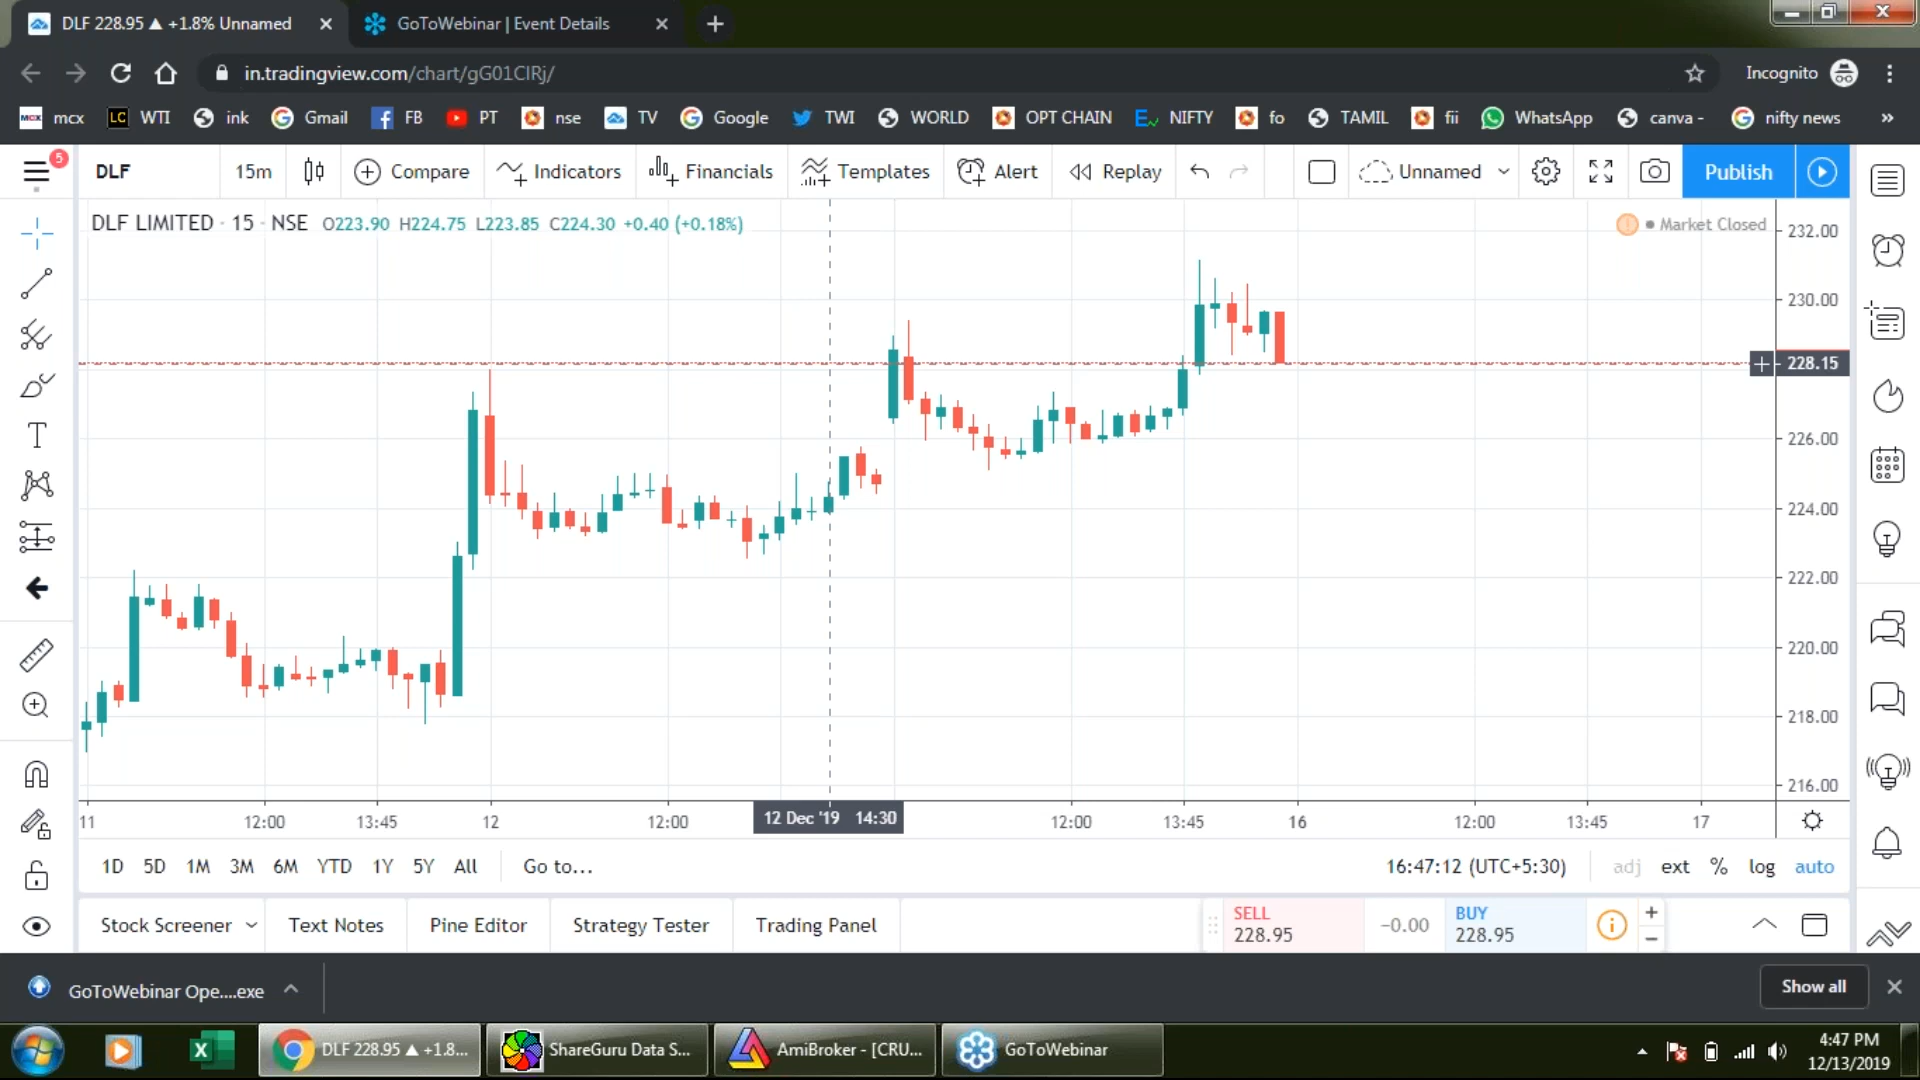 DLF 228.95 ▲ +1.8% Unnamed
GoToWebinar | Event Details
in.tradingview.com/chart/gG01CIRj/
Incognito
mcx WTI ink Gmail FB PT nse TV Google TWI WORLD OPT CHAIN NIFTY fo TAMIL fii WhatsApp canva - nifty news »
5
DLF 15m Compare Indicators Financials Templates Alert Replay Unnamed Publish
DLF LIMITED · 15 · NSE O223.90 H224.75 L223.85 C224.30 +0.40 (+0.18%)
Market Closed
232.00
230.00
228.15
226.00
224.00
222.00
220.00
218.00
216.00
11 12:00 13:45 12 12:00 12 Dec '19 14:30 12:00 13:45 16 12:00 13:45 17
1D 5D 1M 3M 6M YTD 1Y 5Y All Go to... 16:47:12 (UTC+5:30) adj ext % log auto
Stock Screener Text Notes Pine Editor Strategy Tester Trading Panel
SELL
228.95
−0.00
BUY
228.95
GoToWebinar Ope....exe
Show all
DLF 228.95 ▲ +1.8...
ShareGuru Data S...
AmiBroker - [CRU...
GoToWebinar
4:47 PM
12/13/2019